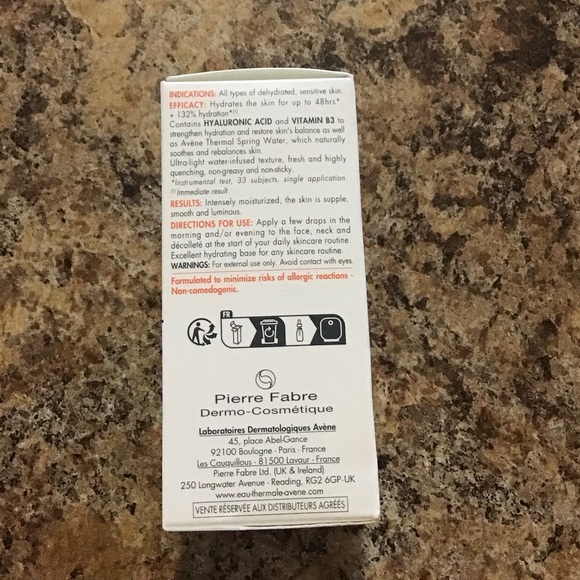 INDICATIONS: All types of dehydrated, sensitive skin.
EFFICACY: Hydrates the skin for up to 48hrs*
+ 132% hydration*⁽¹⁾
Contains HYALURONIC ACID and VITAMIN B3 to
strengthen hydration and restore skin's balance as well
as Avène Thermal Spring Water, which naturally
soothes and rebalances skin.
Ultra-light water-infused texture, fresh and highly
quenching, non-greasy and non-sticky.
*Instrumental test, 33 subjects, single application.
⁽¹⁾ Immediate result.
RESULTS: Intensely moisturized, the skin is supple,
smooth and luminous.
DIRECTIONS FOR USE: Apply a few drops in the
morning and/or evening to the face, neck and
décolleté at the start of your daily skincare routine.
Excellent hydrating base for any skincare routine.
WARNINGS: For external use only. Avoid contact with eyes.
Formulated to minimize risks of allergic reactions -
Non-comedogenic.
FR
Pierre Fabre
Dermo-Cosmétique
Laboratoires Dermatologiques Avène
45, place Abel-Gance
92100 Boulogne - Paris - France
Les Cauquillous - 81500 Lavaur - France
Pierre Fabre Ltd. (UK & Ireland)
250 Longwater Avenue - Reading, RG2 6GP-UK
www.eau-thermale-avene.com
VENTE RÉSERVÉE AUX DISTRIBUTEURS AGRÉÉS